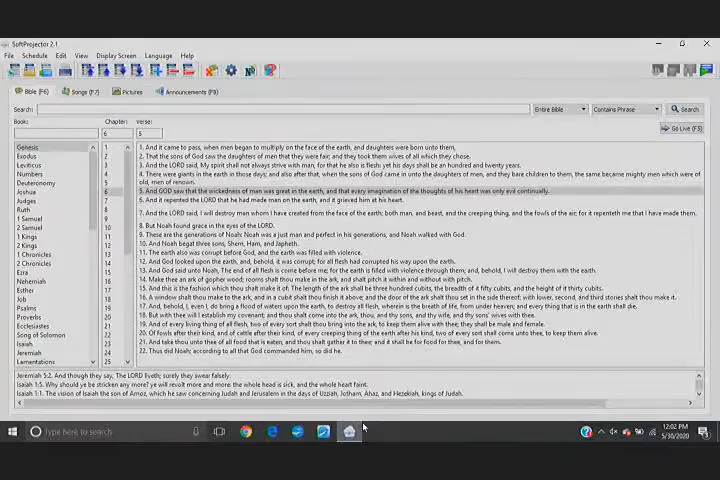 SoftProjector 2.1
File Schedule Edit View Display Screen Language Help
Bible (F6) Songs (F7) Pictures Announcements (F8)
Search: Entire Bible Contains Phrase Search
Book: Chapter: Verse:
6 5 Go Live (F5)
Genesis
Exodus
Leviticus
Numbers
Deuteronomy
Joshua
Judges
Ruth
1 Samuel
2 Samuel
1 Kings
2 Kings
1 Chronicles
2 Chronicles
Ezra
Nehemiah
Esther
Job
Psalms
Proverbs
Ecclesiastes
Song of Solomon
Isaiah
Jeremiah
Lamentations
1
2
3
4
5
6
7
8
9
10
11
12
13
14
15
16
17
18
19
20
21
22
23
24
25
1. And it came to pass, when men began to multiply on the face of the earth, and daughters were born unto them,
2. That the sons of God saw the daughters of men that they were fair; and they took them wives of all which they chose.
3. And the LORD said, My spirit shall not always strive with man, for that he also is flesh: yet his days shall be an hundred and twenty years.
4. There were giants in the earth in those days; and also after that, when the sons of God came in unto the daughters of men, and they bare children to them, the same became mighty men which were of
old, men of renown.
5. And GOD saw that the wickedness of man was great in the earth, and that every imagination of the thoughts of his heart was only evil continually.
6. And it repented the LORD that he had made man on the earth, and it grieved him at his heart.
7. And the LORD said, I will destroy man whom I have created from the face of the earth; both man, and beast, and the creeping thing, and the fowls of the air; for it repenteth me that I have made them.
8. But Noah found grace in the eyes of the LORD.
9. These are the generations of Noah: Noah was a just man and perfect in his generations, and Noah walked with God.
10. And Noah begat three sons, Shem, Ham, and Japheth.
11. The earth also was corrupt before God, and the earth was filled with violence.
12. And God looked upon the earth, and, behold, it was corrupt; for all flesh had corrupted his way upon the earth.
13. And God said unto Noah, The end of all flesh is come before me; for the earth is filled with violence through them; and, behold, I will destroy them with the earth.
14. Make thee an ark of gopher wood; rooms shalt thou make in the ark, and shalt pitch it within and without with pitch.
15. And this is the fashion which thou shalt make it of: The length of the ark shall be three hundred cubits, the breadth of it fifty cubits, and the height of it thirty cubits.
16. A window shalt thou make to the ark, and in a cubit shalt thou finish it above; and the door of the ark shalt thou set in the side thereof; with lower, second, and third stories shalt thou make it.
17. And, behold, I, even I, do bring a flood of waters upon the earth, to destroy all flesh, wherein is the breath of life, from under heaven; and every thing that is in the earth shall die.
18. But with thee will I establish my covenant; and thou shalt come into the ark, thou, and thy sons, and thy wife, and thy sons' wives with thee.
19. And of every living thing of all flesh, two of every sort shalt thou bring into the ark, to keep them alive with thee; they shall be male and female.
20. Of fowls after their kind, and of cattle after their kind, of every creeping thing of the earth after his kind, two of every sort shall come unto thee, to keep them alive.
21. And take thou unto thee of all food that is eaten, and thou shalt gather it to thee; and it shall be for food for thee, and for them.
22. Thus did Noah; according to all that God commanded him, so did he.
Jeremiah 5:2. And though they say, The LORD liveth; surely they swear falsely.
Isaiah 1:5. Why should ye be stricken any more? ye will revolt more and more: the whole head is sick, and the whole heart faint.
Isaiah 1:1. The vision of Isaiah the son of Amoz, which he saw concerning Judah and Jerusalem in the days of Uzziah, Jotham, Ahaz, and Hezekiah, kings of Judah.
Type here to search
12:02 PM
5/30/2020